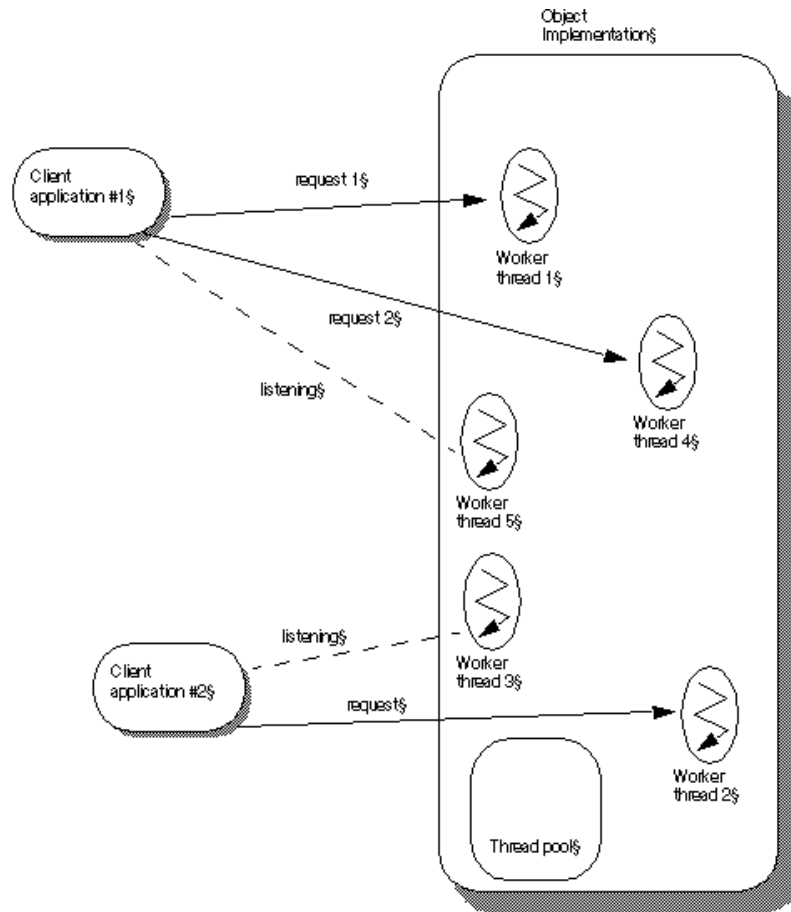 Object
Implementation§
Client
application #1§
request 1§
Worker
thread 1§
request 2§
listening§
Worker
thread 4§
Worker
thread 5§
listening§
Worker
thread 3§
Client
application #2§
request§
Worker
thread 2§
Thread pool§